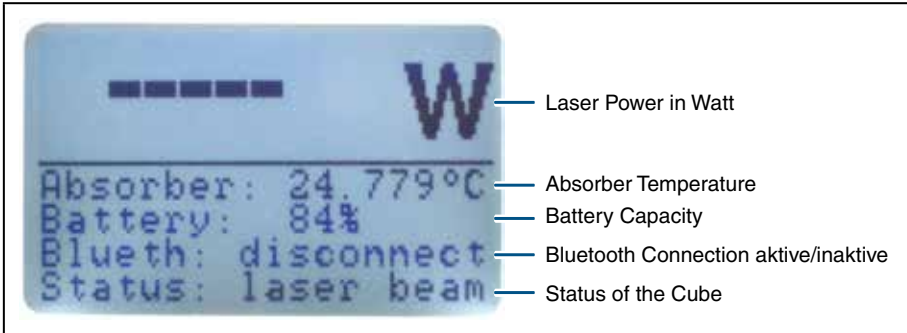 ----- W
Laser Power in Watt
Absorber: 24.779°C
Absorber Temperature
Battery: 84%
Battery Capacity
Blueth: disconnect
Bluetooth Connection aktive/inaktive
Status: laser beam
Status of the Cube